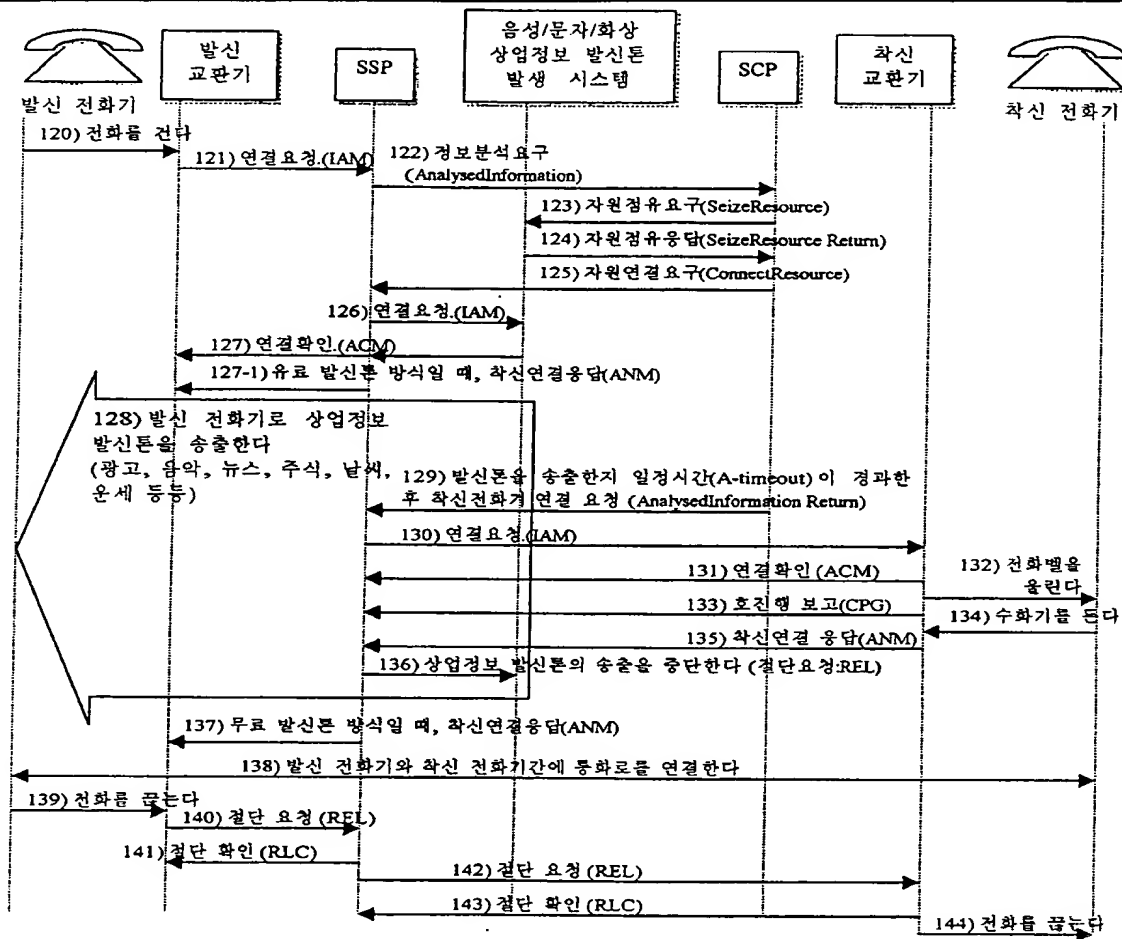 발신 전화기
발신
교환기
SSP
음성/문자/화상
상업정보 발신톤
발생 시스템
SCP
착신
교환기
착신 전화기
120) 전화를 건다
121) 연결요청.(IAM)
122) 정보분석요구
(AnalysedInformation)
123) 자원점유요구(SeizeResource)
124) 자원점유응답(SeizeResource Return)
125) 자원연결요구(ConnectResource)
126) 연결요청.(IAM)
127) 연결확인.(ACM)
127-1) 유료 발신톤 방식일 때, 착신연결응답(ANM)
128) 발신 전화기로 상업정보
발신톤을 송출한다
(광고, 음악, 뉴스, 주식, 날씨,
운세 등등)
129) 발신톤을 송출한지 일정시간(A-timeout) 이 경과한
후 착신전화기 연결 요청 (AnalysedInformation Return)
130) 연결요청.(IAM)
131) 연결확인 (ACM)
132) 전화벨을
울린다
133) 호진행 보고(CPG)
134) 수화기를 든다
135) 착신연결 응답(ANM)
136) 상업정보 발신톤의 송출을 중단한다 (절단요청:REL)
137) 무료 발신톤 방식일 때, 착신연결응답(ANM)
138) 발신 전화기와 착신 전화기간에 통화로를 연결한다
139) 전화를 끊는다
140) 절단 요청 (REL)
141) 절단 확인 (RLC)
142) 절단 요청 (REL)
143) 절단 확인 (RLC)
144) 전화를 끊는다